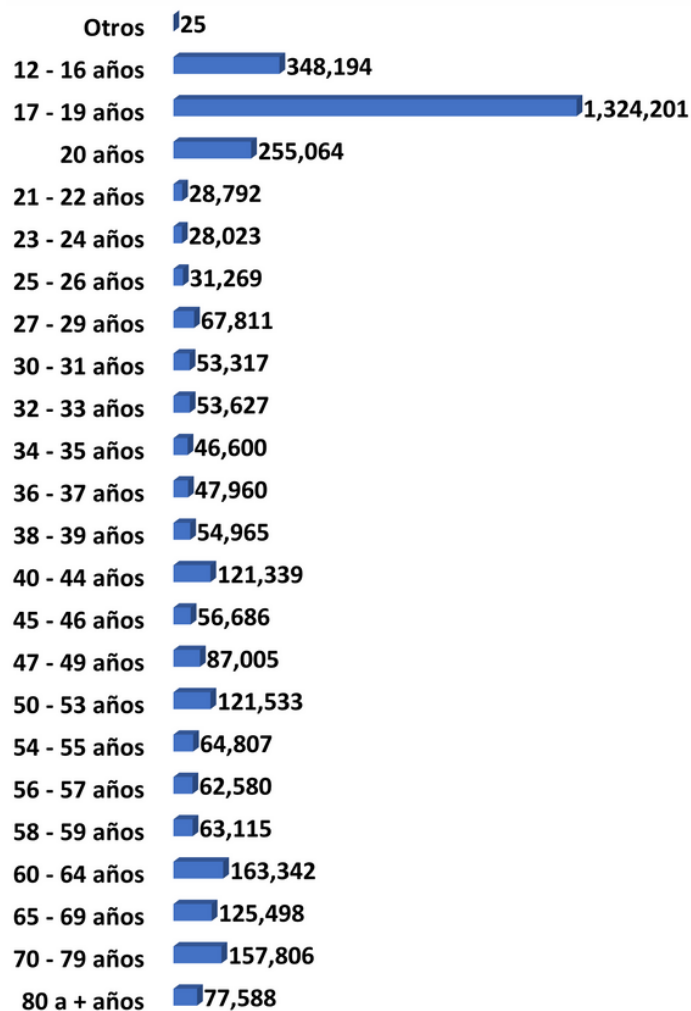 Otros 25
12 - 16 años 348,194
17 - 19 años 1,324,201
20 años 255,064
21 - 22 años 28,792
23 - 24 años 28,023
25 - 26 años 31,269
27 - 29 años 67,811
30 - 31 años 53,317
32 - 33 años 53,627
34 - 35 años 46,600
36 - 37 años 47,960
38 - 39 años 54,965
40 - 44 años 121,339
45 - 46 años 56,686
47 - 49 años 87,005
50 - 53 años 121,533
54 - 55 años 64,807
56 - 57 años 62,580
58 - 59 años 63,115
60 - 64 años 163,342
65 - 69 años 125,498
70 - 79 años 157,806
80 a + años 77,588